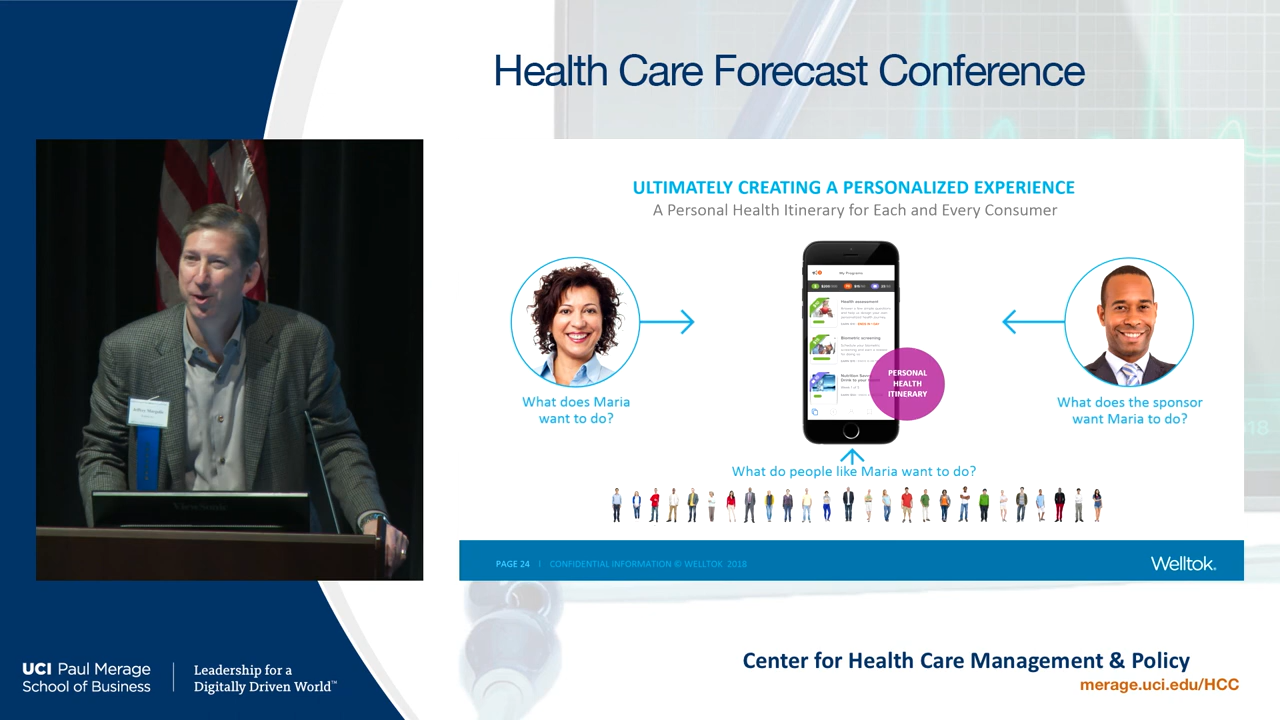 Health Care Forecast Conference
ULTIMATELY CREATING A PERSONALIZED EXPERIENCE
A Personal Health Itinerary for Each and Every Consumer
My Programs
Health assessment
Biometric screening
PERSONAL
HEALTH
ITINERARY
What does Maria
want to do?
What does the sponsor
want Maria to do?
What do people like Maria want to do?
ViewSonic
PAGE 24 | CONFIDENTIAL INFORMATION © WELLTOK 2018
Welltok.
UCI Paul Merage
School of Business
Leadership for a
Digitally Driven World™
Center for Health Care Management & Policy
merage.uci.edu/HCC